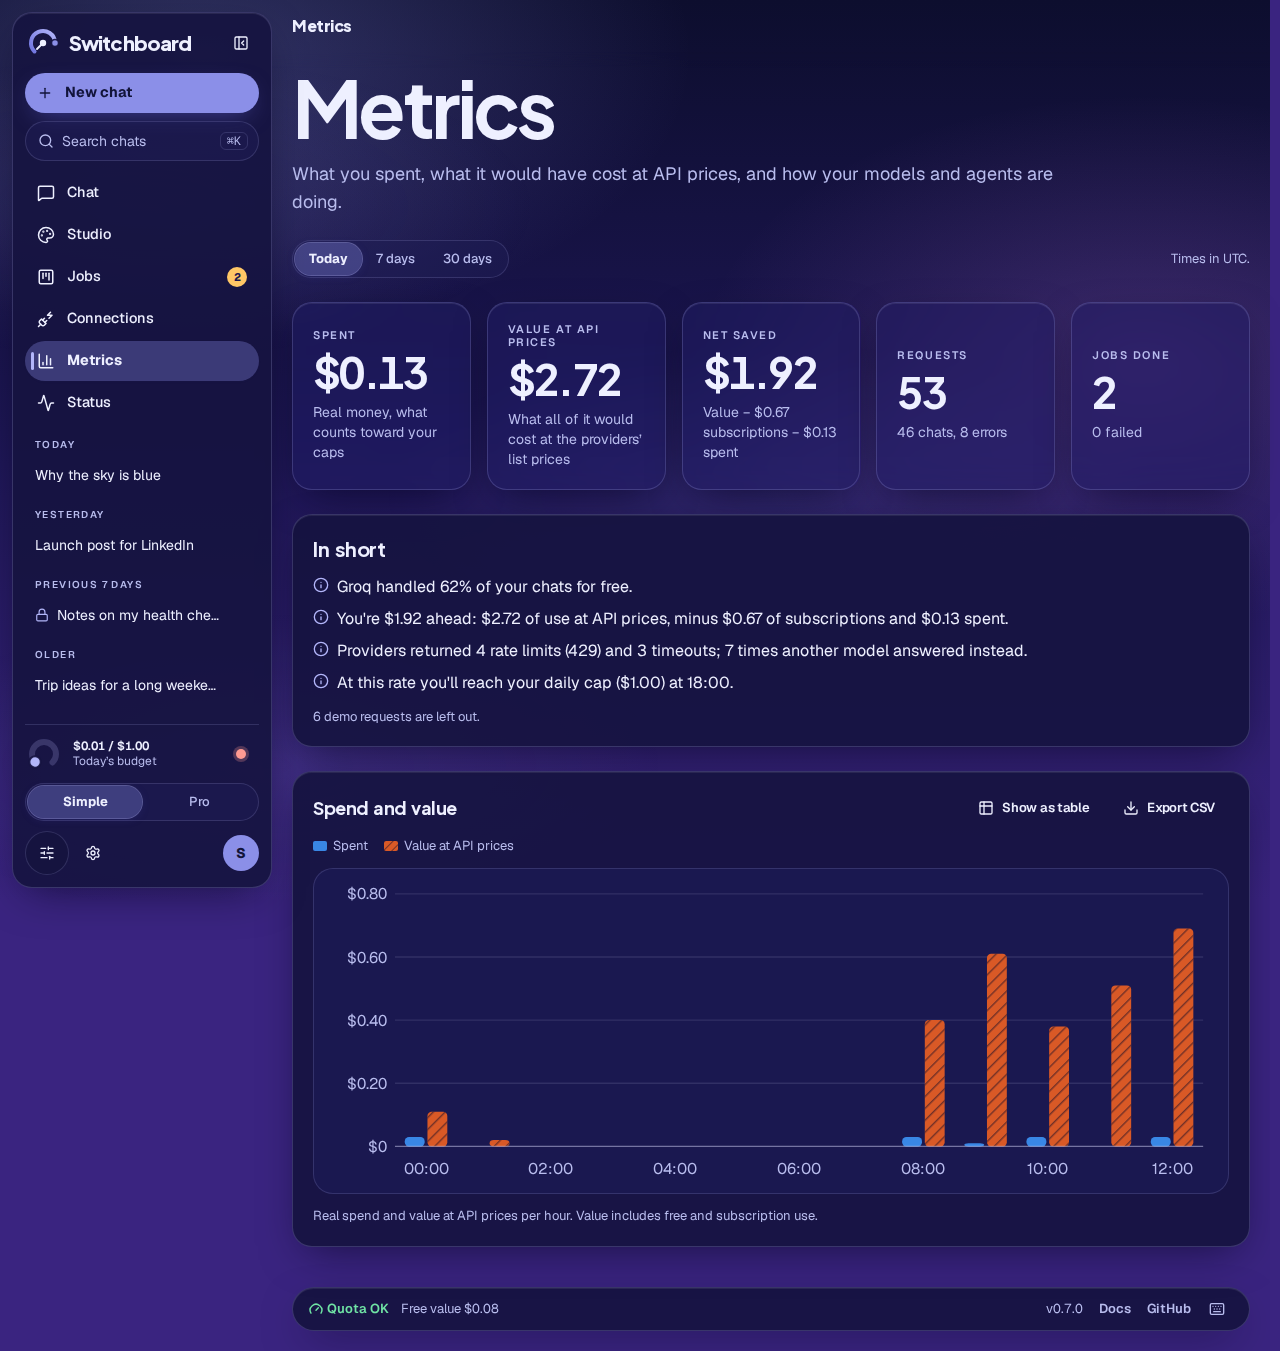 Switchboard
New chat
Search chats
⌘K
Chat
Studio
Jobs
2
Connections
Metrics
Status
TODAY
Why the sky is blue
YESTERDAY
Launch post for LinkedIn
PREVIOUS 7 DAYS
Notes on my health che...
OLDER
Trip ideas for a long weeke...
$0.01 / $1.00
Today's budget
Simple
Pro
S
Metrics
Metrics
What you spent, what it would have cost at API prices, and how your models and agents are
doing.
Today
7 days
30 days
Times in UTC.
SPENT
$0.13
Real money, what
counts toward your
caps
VALUE AT API
PRICES
$2.72
What all of it would
cost at the providers'
list prices
NET SAVED
$1.92
Value – $0.67
subscriptions – $0.13
spent
REQUESTS
53
46 chats, 8 errors
JOBS DONE
2
0 failed
In short
Groq handled 62% of your chats for free.
You're $1.92 ahead: $2.72 of use at API prices, minus $0.67 of subscriptions and $0.13 spent.
Providers returned 4 rate limits (429) and 3 timeouts; 7 times another model answered instead.
At this rate you'll reach your daily cap ($1.00) at 18:00.
6 demo requests are left out.
Spend and value
Show as table
Export CSV
Spent
Value at API prices
$0.80
$0.60
$0.40
$0.20
$0
00:00
02:00
04:00
06:00
08:00
10:00
12:00
Real spend and value at API prices per hour. Value includes free and subscription use.
Quota OK
Free value $0.08
v0.7.0
Docs
GitHub